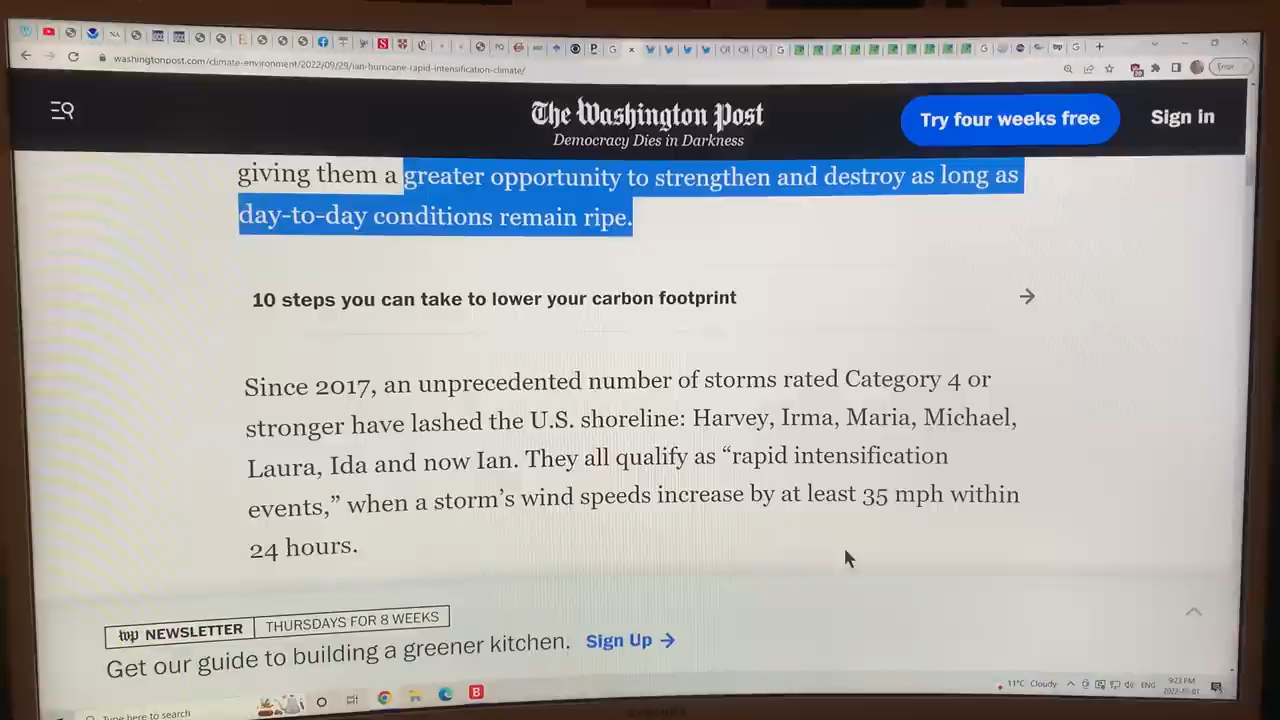 washingtonpost.com/climate-environment/2022/09/29/ian-hurricane-rapid-intensification-climate/
Error
The Washington Post
Democracy Dies in Darkness
Try four weeks free
Sign in
giving them a greater opportunity to strengthen and destroy as long as
day-to-day conditions remain ripe.
10 steps you can take to lower your carbon footprint
Since 2017, an unprecedented number of storms rated Category 4 or
stronger have lashed the U.S. shoreline: Harvey, Irma, Maria, Michael,
Laura, Ida and now Ian. They all qualify as “rapid intensification
events,” when a storm’s wind speeds increase by at least 35 mph within
24 hours.
wp NEWSLETTER THURSDAYS FOR 8 WEEKS
Get our guide to building a greener kitchen. Sign Up
Type here to search
B
11°C Cloudy
ENG
9:23 PM